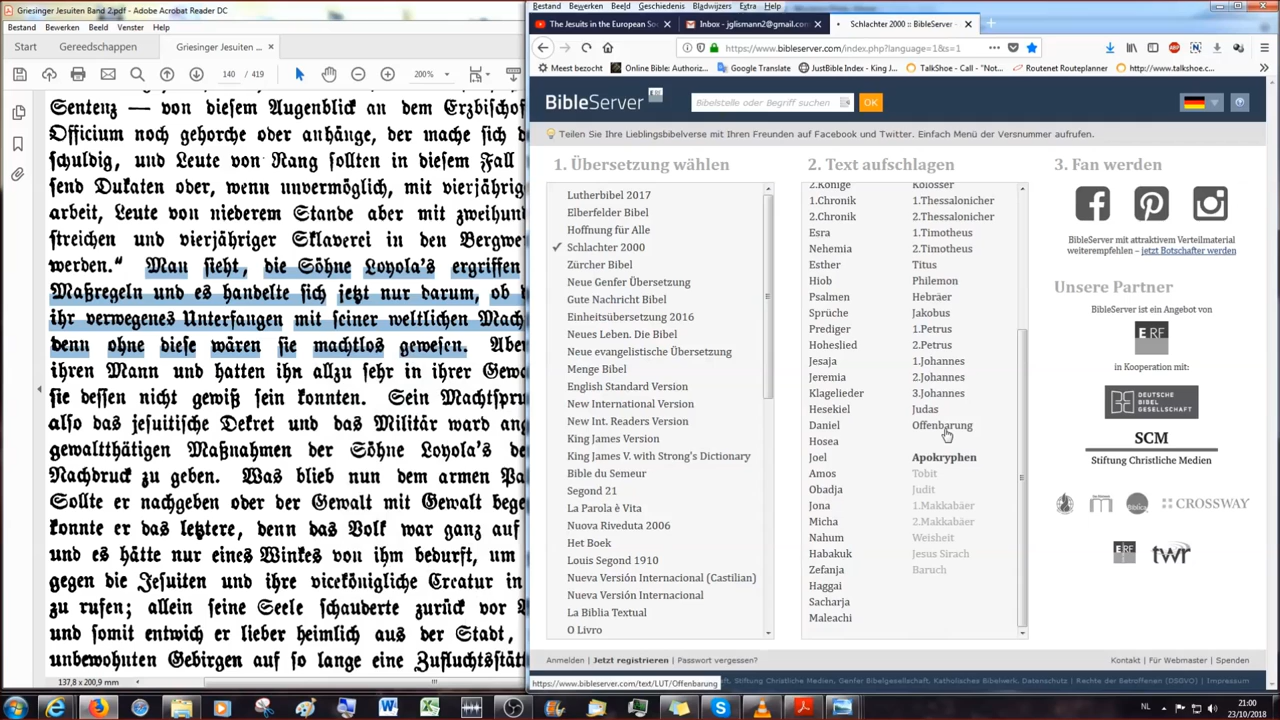 Griesinger Jesuiten Band 2.pdf - Adobe Acrobat Reader DC
Bestand Bewerken Beeld Venster
Start Gereedschappen Griesinger Jesuiten ...
140 / 419 200%
Sentenz — von diesem Augenblick an dem Erzbischof
Officium noch gehorche oder anhänge, der mache sich d
schuldig, und Leute von Rang sollten in diesem Fall
send Dukaten oder, wenn unvermöglich, mit vierjährig
arbeit, Leute von niederem Stande aber mit zweihund
streichen und vierjähriger Sklaverei in den Bergwer
werden.“ Man sieht, die Söhne Loyola's ergriffen
Maßregeln und es handelte sich jetzt nur darum, ob d
ihr verwegenes Unterfangen mit seiner weltlichen Mach
denn ohne diese wären sie machtlos gewesen. Aber
ihren Mann und hatten ihn allzu sehr in ihrer Gew
sie dessen nicht gewiß sein konnten. Sein Machtspru
also das jesuitische Dekret und das Militär ward an
gewaltthätigen Maßregeln der Söhne Loyola's den
Nachdruck zu geben. Was blieb nun dem armen Pa
Sollte er nachgeben oder der Gewalt mit Gewalt bege
konnte er das letztere, denn das Volk war ganz auf
und es hätte nur eines Winkes von ihm bedurft, um
gegen die Jesuiten und ihre vicekönigliche Creatur in
zu rufen; allein seine Seele schauderte zurück vor
und somit entwich er lieber heimlich aus der Stadt,
unbewohnten Gebirgen auf so lange eine Zufluchtsstät
137,8 x 200,9 mm
Bestand Bewerken Beeld Geschiedenis Bladwijzers Extra Help
The Jesuits in the European Soc
Inbox - jglismann2@gmail.com
Schlachter 2000 :: BibleServer -
https://www.bibleserver.com/index.php?language=1&s=1
Meest bezocht Online Bible: Authoriz... Google Translate JustBible Index - King J... TalkShoe - Call - "Not... Routenet Routeplanner http://www.talkshoe.c...
BibleServer ERF
Bibelstelle oder Begriff suchen OK
Teilen Sie Ihre Lieblingsbibelverse mit Ihren Freunden auf Facebook und Twitter. Einfach Menü der Versnummer aufrufen.
1. Übersetzung wählen
Lutherbibel 2017
Elberfelder Bibel
Hoffnung für Alle
Schlachter 2000
Zürcher Bibel
Neue Genfer Übersetzung
Gute Nachricht Bibel
Einheitsübersetzung 2016
Neues Leben. Die Bibel
Neue evangelistische Übersetzung
Menge Bibel
English Standard Version
New International Version
New Int. Readers Version
King James Version
King James V. with Strong's Dictionary
Bible du Semeur
Segond 21
La Parola è Vita
Nuova Riveduta 2006
Het Boek
Louis Segond 1910
Nueva Versión Internacional (Castilian)
Nueva Versión Internacional
La Biblia Textual
O Livro
2. Text aufschlagen
2.Könige Kolosser
1.Chronik 1.Thessalonicher
2.Chronik 2.Thessalonicher
Esra 1.Timotheus
Nehemia 2.Timotheus
Esther Titus
Hiob Philemon
Psalmen Hebräer
Sprüche Jakobus
Prediger 1.Petrus
Hoheslied 2.Petrus
Jesaja 1.Johannes
Jeremia 2.Johannes
Klagelieder 3.Johannes
Hesekiel Judas
Daniel Offenbarung
Hosea
Joel Apokryphen
Amos Tobit
Obadja Judit
Jona 1.Makkabäer
Micha 2.Makkabäer
Nahum Weisheit
Habakuk Jesus Sirach
Zefanja Baruch
Haggai
Sacharja
Maleachi
3. Fan werden
BibleServer mit attraktivem Verteilmaterial
weiterempfehlen – jetzt Botschafter werden
Unsere Partner
BibleServer ist ein Angebot von
ERF
in Kooperation mit:
DEUTSCHE
BIBEL
GESELLSCHAFT
SCM
Stiftung Christliche Medien
CROSSWAY
ERF twr
Anmelden | Jetzt registrieren | Passwort vergessen? Kontakt | Für Webmaster | Spenden
https://www.bibleserver.com/text/LUT/Offenbarung
Stiftung Christliche Medien, Genfer Bibelgesellschaft, Katholisches Bibelwerk, Datenschutz | Rechte der Betroffenen (DSGVO) | Impressum
NL 21:00
23/10/2018